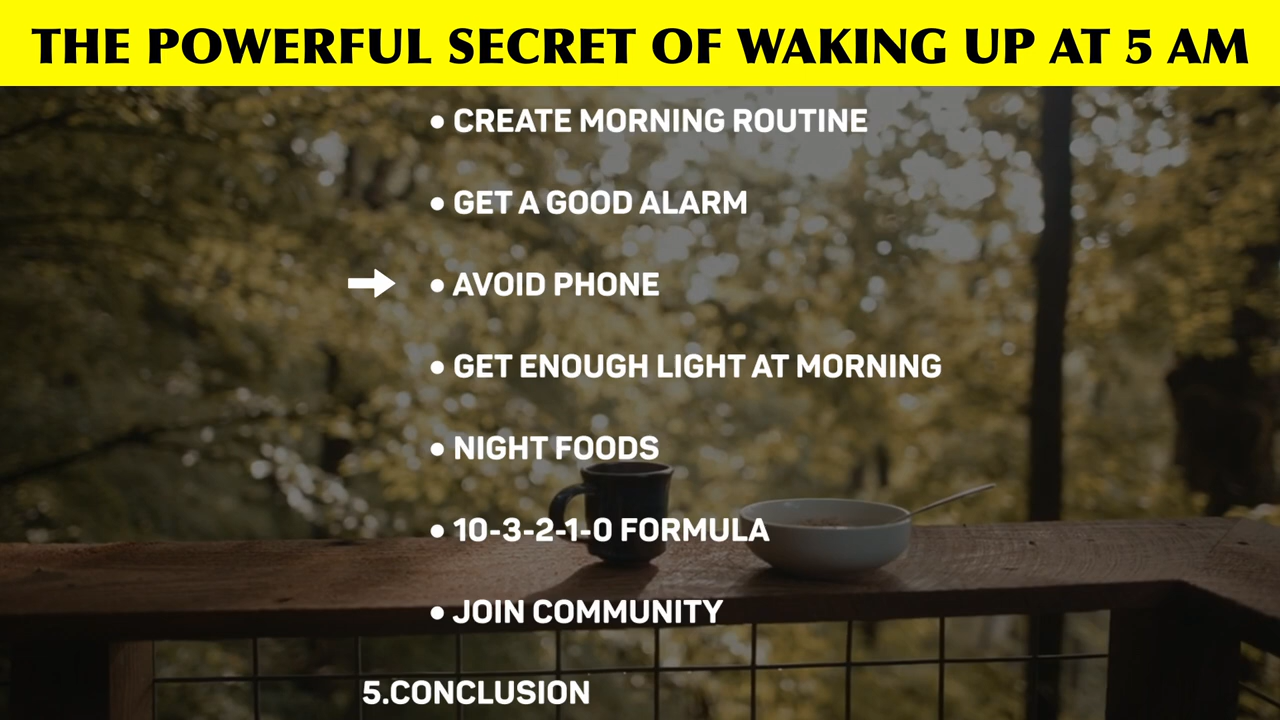 THE POWERFUL SECRET OF WAKING UP AT 5 AM
• CREATE MORNING ROUTINE
• GET A GOOD ALARM
• AVOID PHONE
• GET ENOUGH LIGHT AT MORNING
• NIGHT FOODS
• 10-3-2-1-0 FORMULA
• JOIN COMMUNITY
5.CONCLUSION